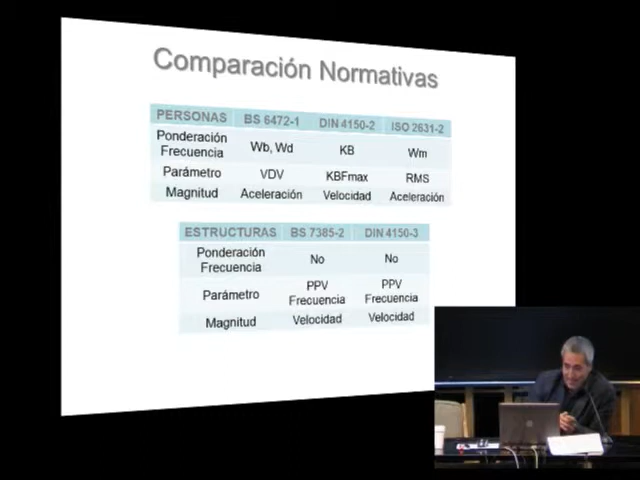 Comparación Normativas
PERSONAS BS 6472-1 DIN 4150-2 ISO 2631-2
Ponderación Frecuencia Wb, Wd KB Wm
Parámetro VDV KBFmax RMS
Magnitud Aceleración Velocidad Aceleración
ESTRUCTURAS BS 7385-2 DIN 4150-3
Ponderación Frecuencia No No
Parámetro PPV Frecuencia PPV Frecuencia
Magnitud Velocidad Velocidad